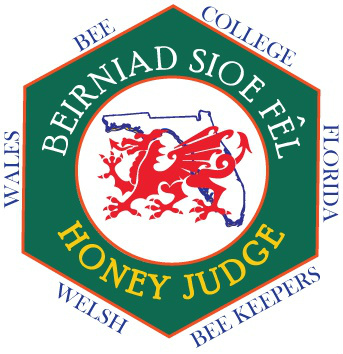 BEE COLLEGE
WALES
FLORIDA
WELSH BEE KEEPERS
BEIRNIAD SIOE FÊL
HONEY JUDGE